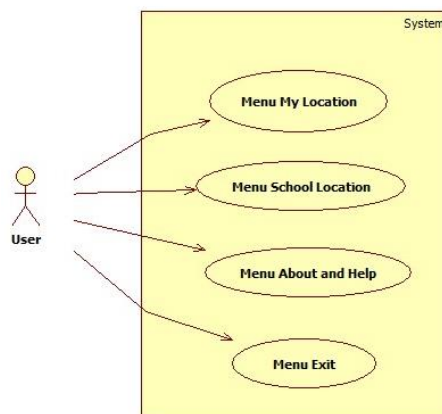 System
Menu My Location
Menu School Location
User
Menu About and Help
Menu Exit